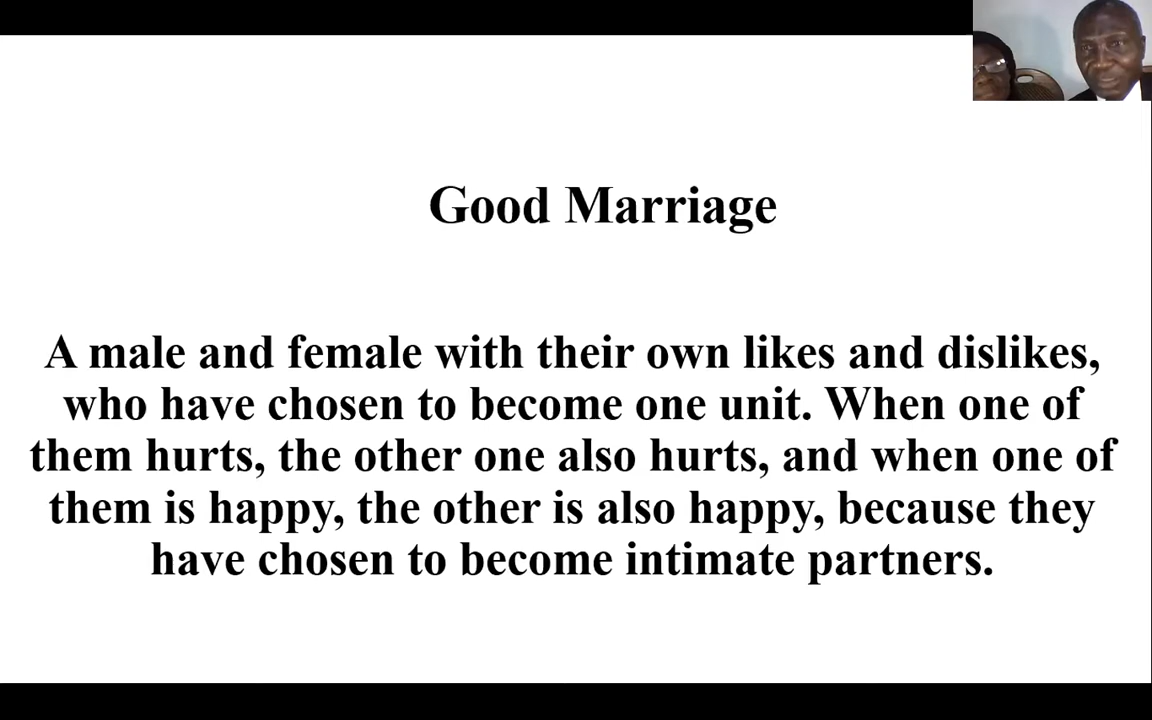 Good Marriage
A male and female with their own likes and dislikes,
who have chosen to become one unit. When one of
them hurts, the other one also hurts, and when one of
them is happy, the other is also happy, because they
have chosen to become intimate partners.